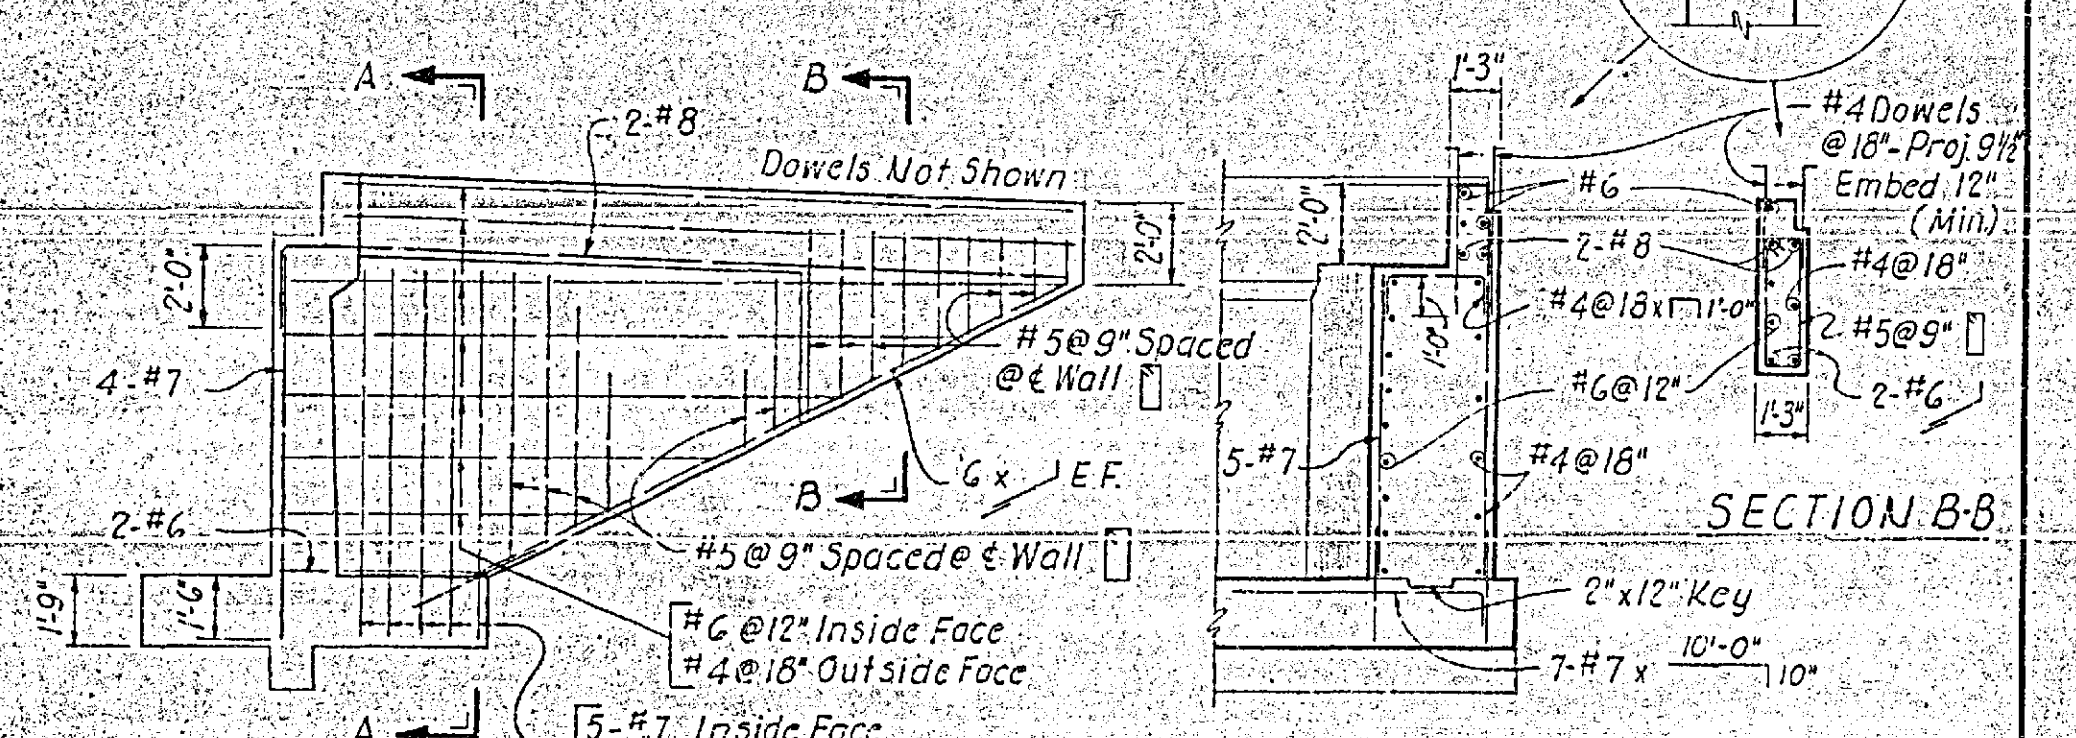 A
B
2-#8
Dowels Not Shown
2'-0"
2'-0"
4-#7
#5@9" Spaced
@ ℄ Wall
2-#6
B
6 x
E.F.
#5@9" Spaced @ ℄ Wall
1'-9"
1'-6"
#6 @12" Inside Face
#4@18" Outside Face
A
5-#7 Inside Face
1'-3"
#4 Dowels
@18"-Proj. 9½"
Embed 12"
(Min)
#6
2'-0"
2-#8
#4@18"
#4@18 x 1'-0"
1'-0"
#5@9"
#6@12"
2-#6
1'-3"
5-#7
#4@18"
SECTION B-B
2"x12" Key
7-#7 x 10'-0"
10"